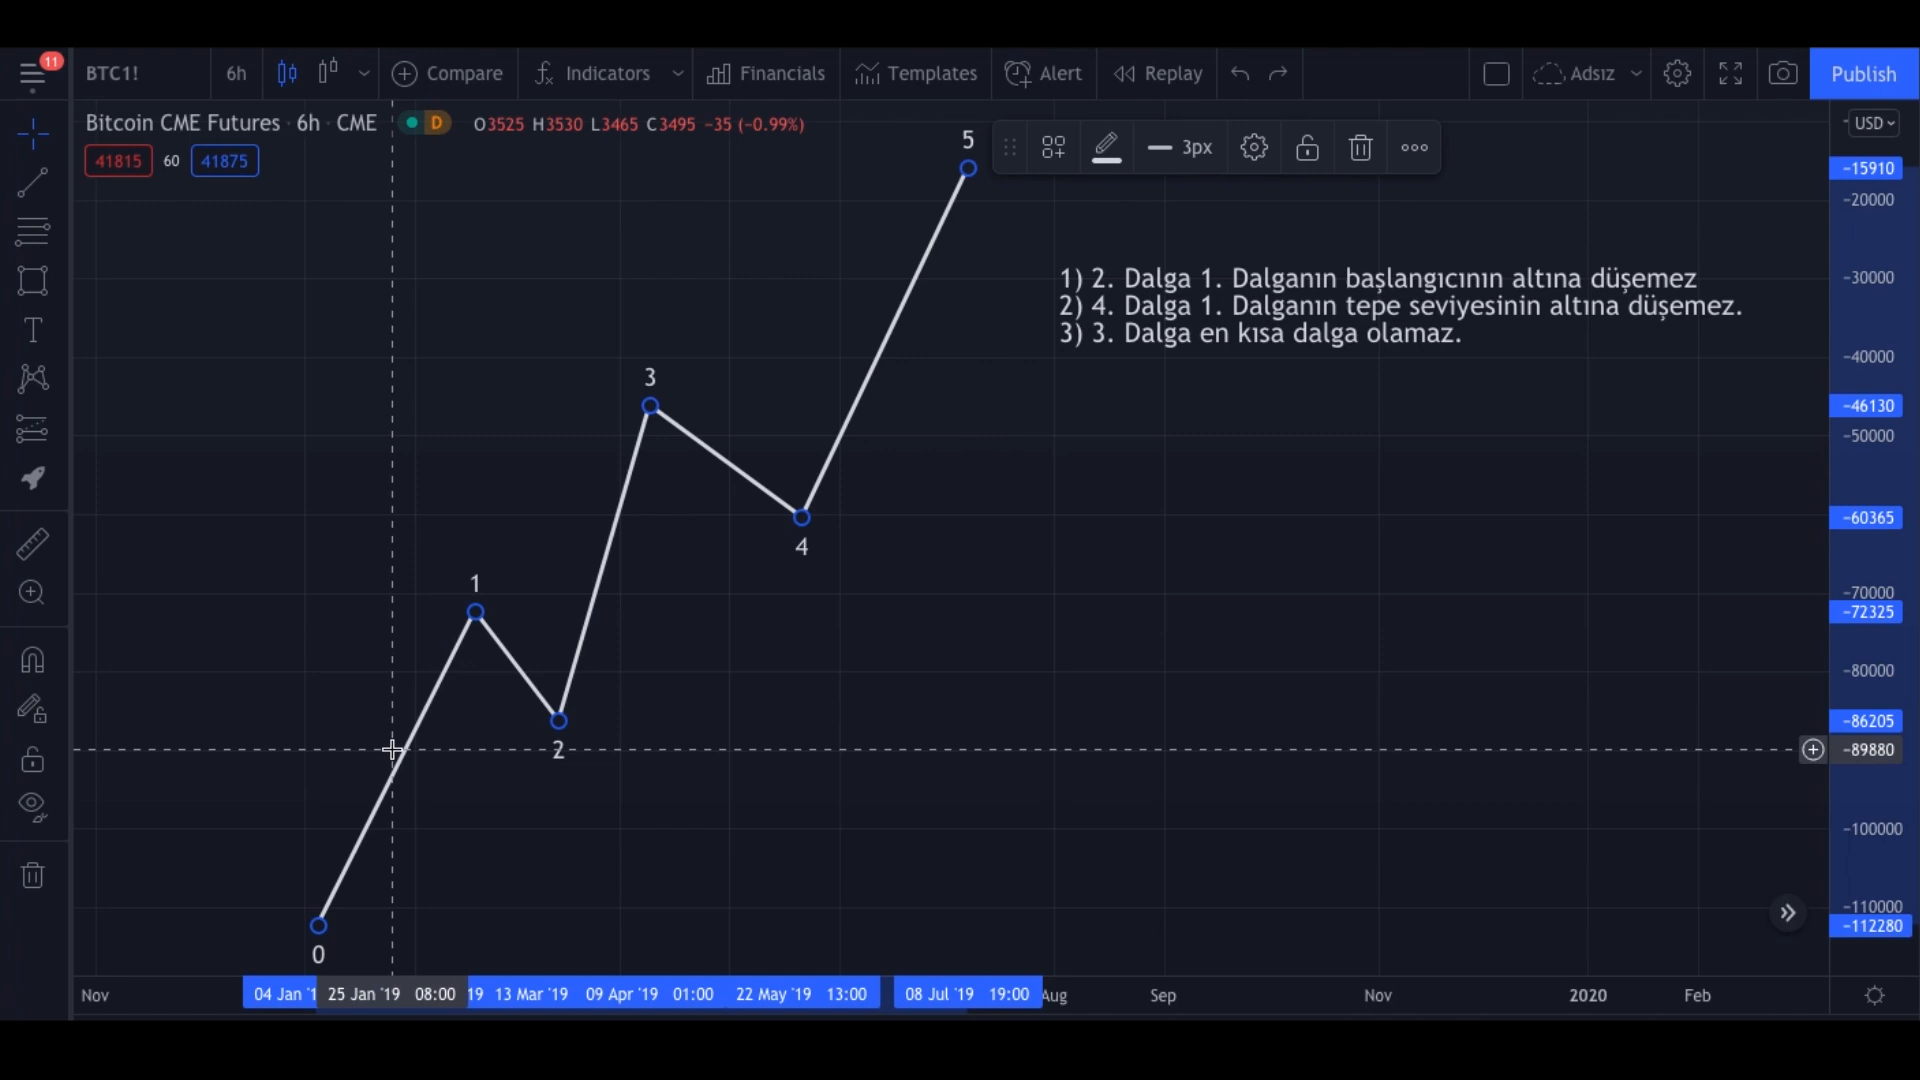 11
BTC1! 6h Compare Indicators Financials Templates Alert Replay Adsız Publish
Bitcoin CME Futures · 6h · CME D O3525 H3530 L3465 C3495 −35 (−0.99%)
41815 60 41875
3px
USD
5
−15910
−20000
1) 2. Dalga 1. Dalganın başlangıcının altına düşemez
−30000
2) 4. Dalga 1. Dalganın tepe seviyesinin altına düşemez.
3) 3. Dalga en kısa dalga olamaz.
−40000
3
−46130
−50000
−60365
4
1
−70000
−72325
−80000
−86205
2
−89880
−100000
−110000
−112280
0
Nov 04 Jan '1 25 Jan '19 08:00 19 13 Mar '19 09 Apr '19 01:00 22 May '19 13:00 08 Jul '19 19:00 Aug Sep Nov 2020 Feb